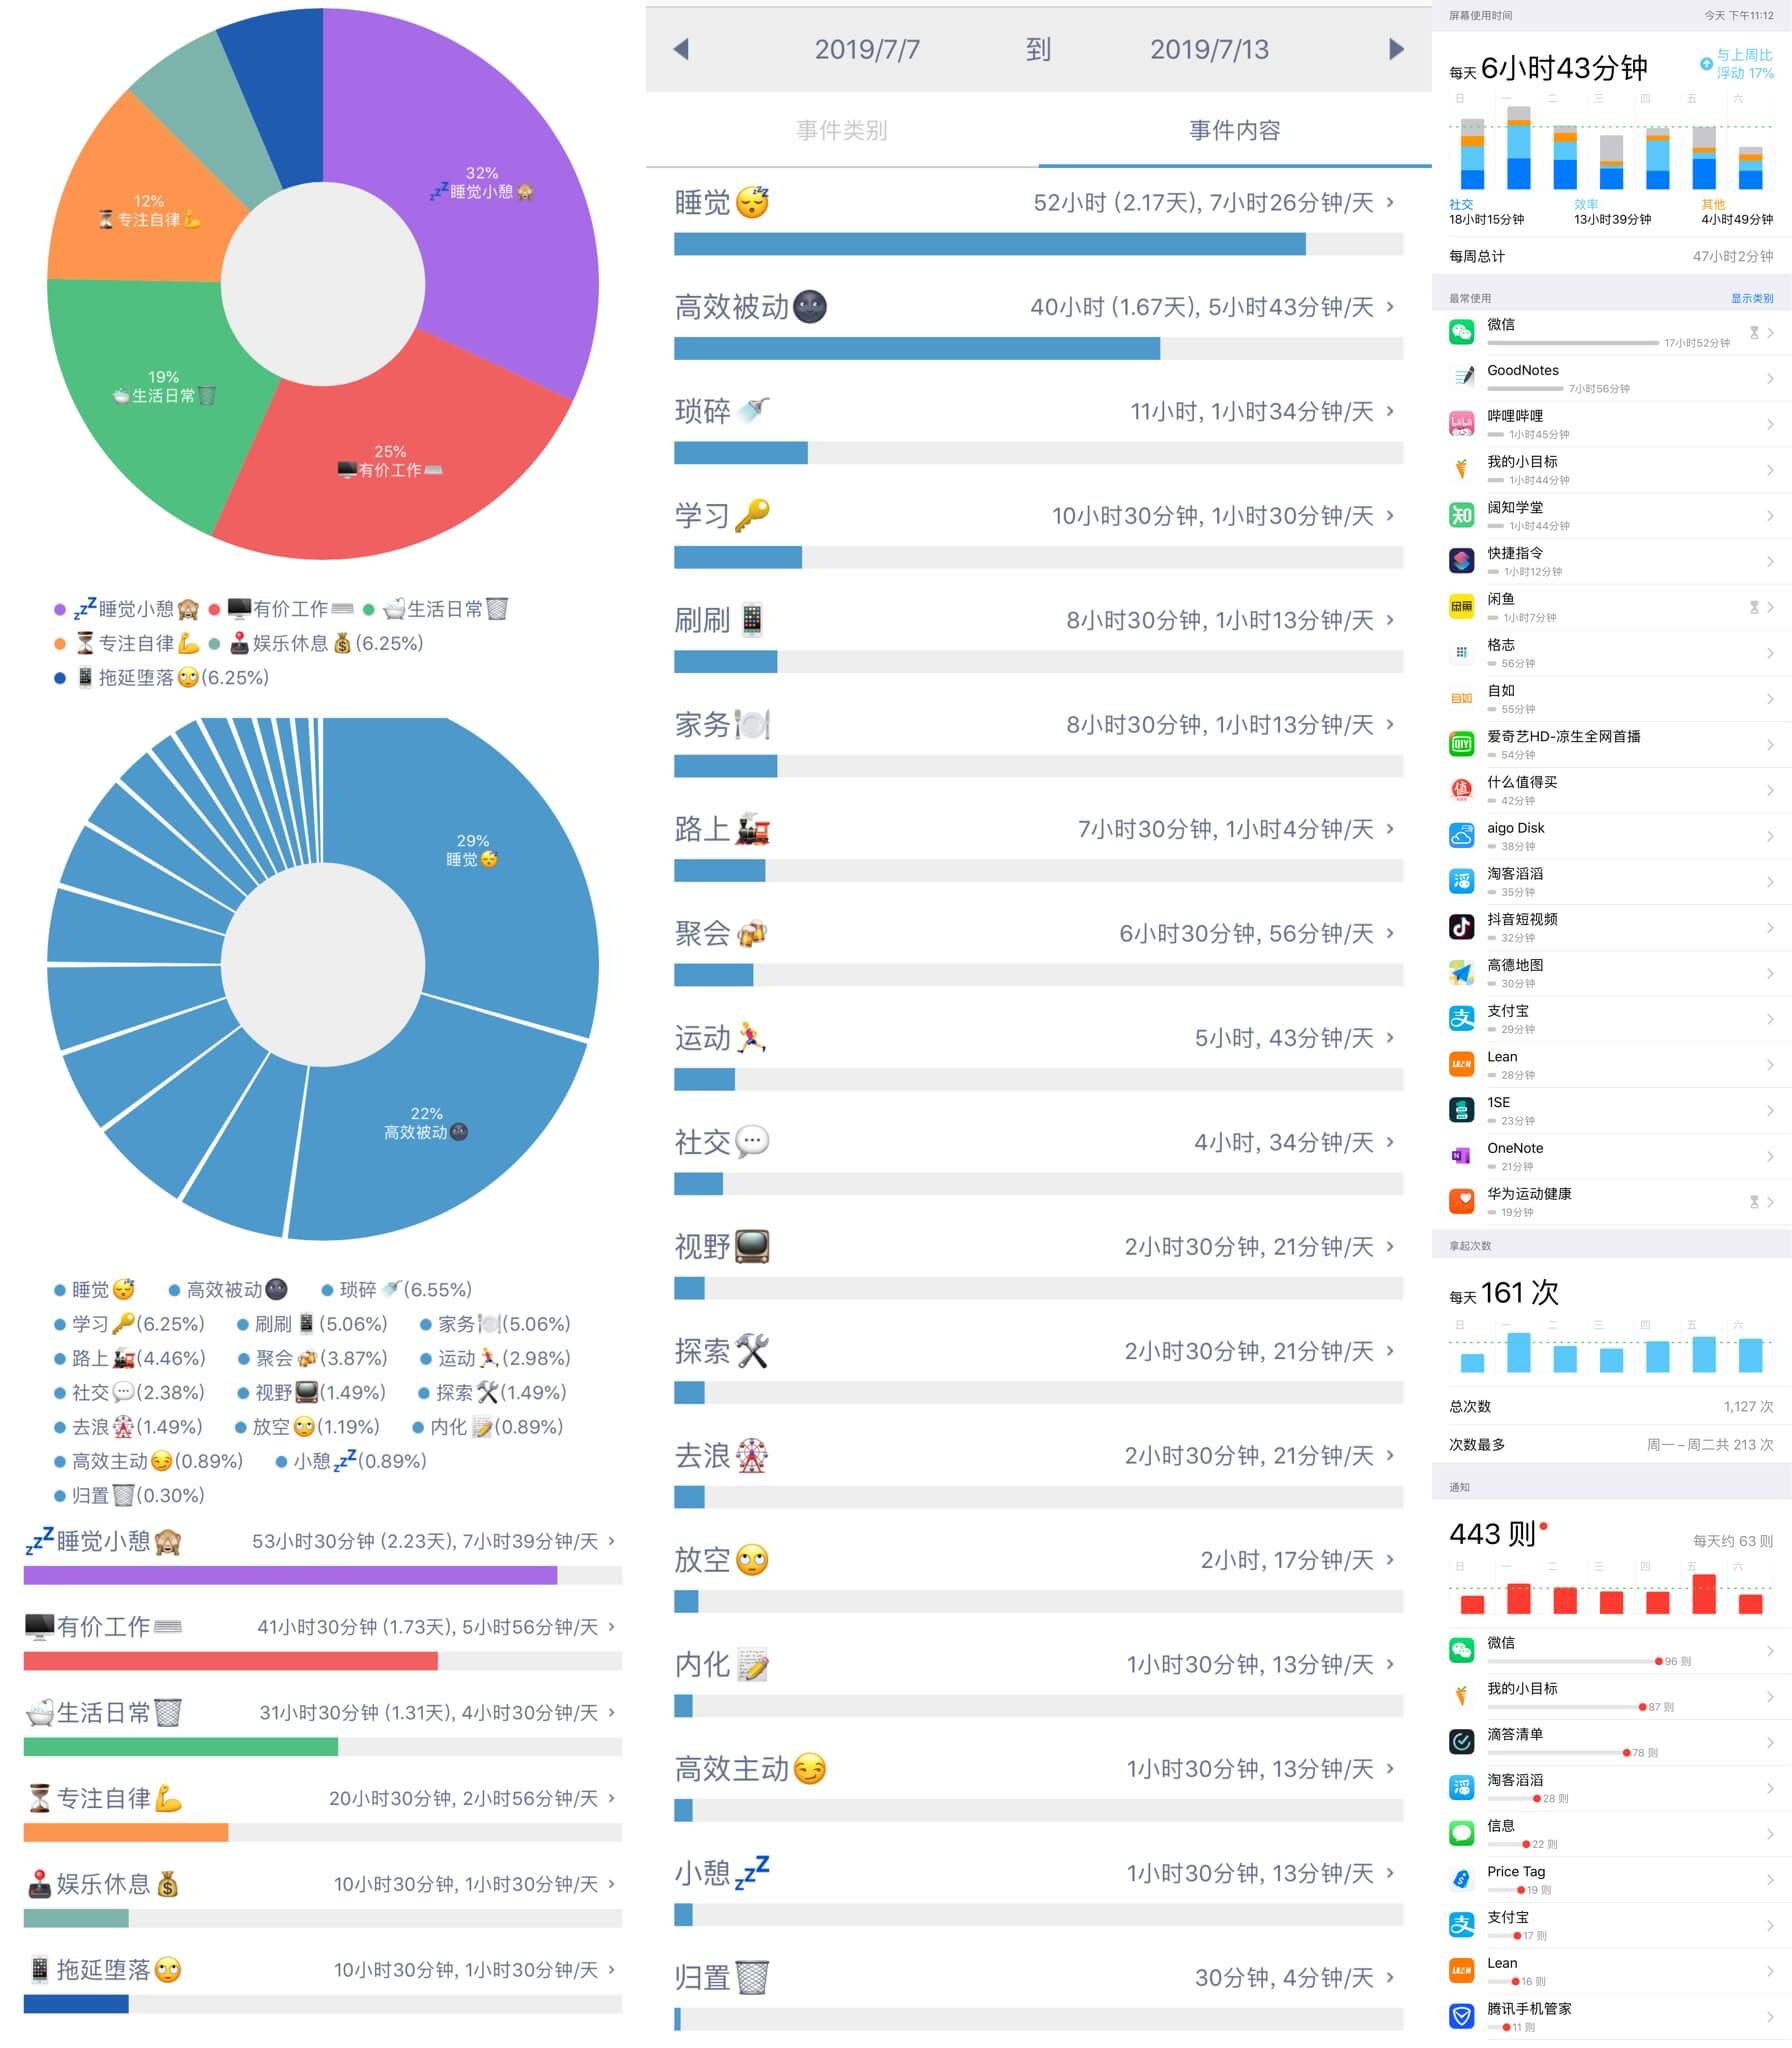 32%
💤睡觉小憩🙈
12%
⏳专注自律💪
19%
🛁生活日常🗑
25%
🖥有价工作⌨
💤睡觉小憩🙈 🖥有价工作⌨ 🛁生活日常🗑
⏳专注自律💪 🕹娱乐休息💰(6.25%)
📱拖延堕落🙄(6.25%)
29%
睡觉😴
22%
高效被动🌚
睡觉😴 高效被动🌚 琐碎🚿(6.55%)
学习🔑(6.25%) 刷刷📱(5.06%) 家务🍽(5.06%)
路上🚂(4.46%) 聚会🍻(3.87%) 运动🏃(2.98%)
社交💬(2.38%) 视野📺(1.49%) 探索🛠(1.49%)
去浪🎡(1.49%) 放空🙄(1.19%) 内化📝(0.89%)
高效主动😏(0.89%) 小憩💤(0.89%)
归置🗑(0.30%)
💤睡觉小憩🙈 53小时30分钟 (2.23天), 7小时39分钟/天
🖥有价工作⌨ 41小时30分钟 (1.73天), 5小时56分钟/天
🛁生活日常🗑 31小时30分钟 (1.31天), 4小时30分钟/天
⏳专注自律💪 20小时30分钟, 2小时56分钟/天
🕹娱乐休息💰 10小时30分钟, 1小时30分钟/天
📱拖延堕落🙄 10小时30分钟, 1小时30分钟/天
2019/7/7 到 2019/7/13
事件类别 事件内容
睡觉😴 52小时 (2.17天), 7小时26分钟/天
高效被动🌚 40小时 (1.67天), 5小时43分钟/天
琐碎🚿 11小时, 1小时34分钟/天
学习🔑 10小时30分钟, 1小时30分钟/天
刷刷📱 8小时30分钟, 1小时13分钟/天
家务🍽 8小时30分钟, 1小时13分钟/天
路上🚂 7小时30分钟, 1小时4分钟/天
聚会🍻 6小时30分钟, 56分钟/天
运动🏃 5小时, 43分钟/天
社交💬 4小时, 34分钟/天
视野📺 2小时30分钟, 21分钟/天
探索🛠 2小时30分钟, 21分钟/天
去浪🎡 2小时30分钟, 21分钟/天
放空🙄 2小时, 17分钟/天
内化📝 1小时30分钟, 13分钟/天
高效主动😏 1小时30分钟, 13分钟/天
小憩💤 1小时30分钟, 13分钟/天
归置🗑 30分钟, 4分钟/天
屏幕使用时间 今天 下午11:12
每天 6小时43分钟 与上周比
浮动 17%
日 一 二 三 四 五 六
社交 效率 其他
18小时15分钟 13小时39分钟 4小时49分钟
每周总计 47小时2分钟
最常使用 显示类别
微信
17小时52分钟
GoodNotes
7小时56分钟
哔哩哔哩
1小时45分钟
我的小目标
1小时44分钟
知 阔知学堂
1小时44分钟
快捷指令
1小时12分钟
闲鱼 闲鱼
1小时7分钟
格志
56分钟
自如 自如
55分钟
iQIYI 爱奇艺HD-凉生全网首播
54分钟
值 什么值得买
42分钟
aigo Disk
38分钟
滔 淘客滔滔
35分钟
抖音短视频
32分钟
高德地图
30分钟
支 支付宝
29分钟
LEAN Lean
28分钟
1SE
23分钟
N OneNote
21分钟
华为运动健康
19分钟
拿起次数
每天 161 次
日 一 二 三 四 五 六
总次数 1,127 次
次数最多 周一 – 周二共 213 次
通知
443 则 每天约 63 则
日 一 二 三 四 五 六
微信
96 则
我的小目标
87 则
滴答清单
78 则
滔 淘客滔滔
28 则
信息
22 则
Price Tag
19 则
支 支付宝
17 则
LEAN Lean
16 则
腾讯手机管家
11 则